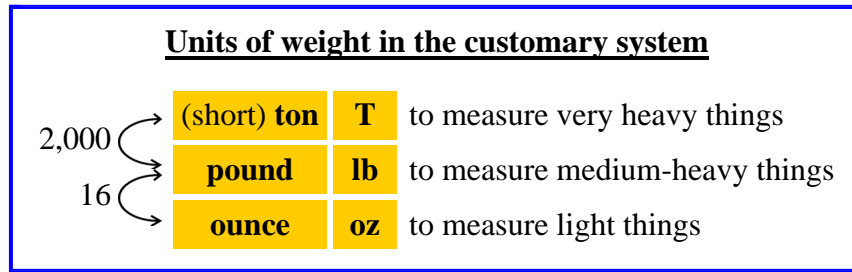 Units of weight in the customary system
(short) ton T to measure very heavy things
2,000
pound lb to measure medium-heavy things
16
ounce oz to measure light things